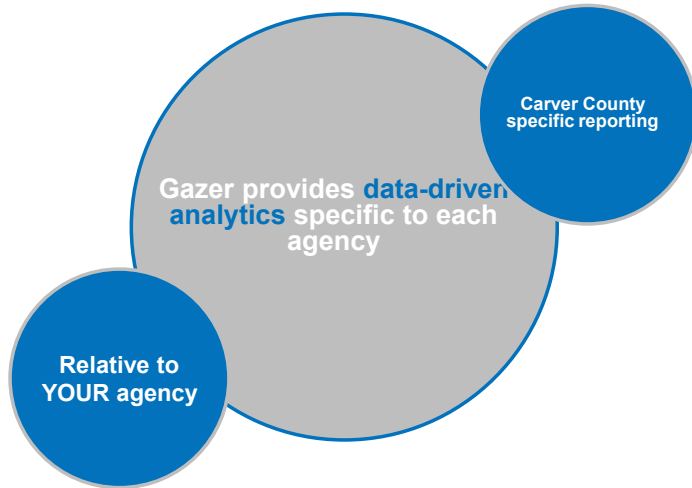 Carver County
specific reporting
Gazer provides data-driven
analytics specific to each
agency
Relative to
YOUR agency